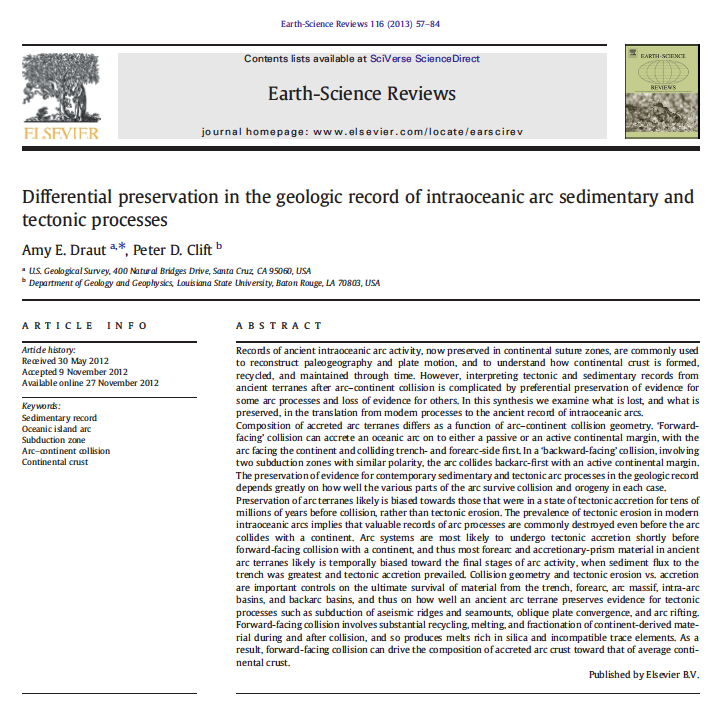 Earth-Science Reviews 116 (2013) 57–84
Contents lists available at SciVerse ScienceDirect
Earth-Science Reviews
journal homepage: www.elsevier.com/locate/earscirev
ELSEVIER
EARTH-SCIENCE
REVIEWS
Differential preservation in the geologic record of intraoceanic arc sedimentary and
tectonic processes
Amy E. Draut a,*, Peter D. Clift b
a U.S. Geological Survey, 400 Natural Bridges Drive, Santa Cruz, CA 95060, USA
b Department of Geology and Geophysics, Louisiana State University, Baton Rouge, LA 70803, USA
ARTICLE INFO
Article history:
Received 30 May 2012
Accepted 9 November 2012
Available online 27 November 2012
Keywords:
Sedimentary record
Oceanic island arc
Subduction zone
Arc–continent collision
Continental crust
ABSTRACT
Records of ancient intraoceanic arc activity, now preserved in continental suture zones, are commonly used
to reconstruct paleogeography and plate motion, and to understand how continental crust is formed,
recycled, and maintained through time. However, interpreting tectonic and sedimentary records from
ancient terranes after arc–continent collision is complicated by preferential preservation of evidence for
some arc processes and loss of evidence for others. In this synthesis we examine what is lost, and what is
preserved, in the translation from modern processes to the ancient record of intraoceanic arcs.
Composition of accreted arc terranes differs as a function of arc–continent collision geometry. 'Forward-
facing' collision can accrete an oceanic arc on to either a passive or an active continental margin, with the
arc facing the continent and colliding trench- and forearc-side first. In a 'backward-facing' collision, involving
two subduction zones with similar polarity, the arc collides backarc-first with an active continental margin.
The preservation of evidence for contemporary sedimentary and tectonic arc processes in the geologic record
depends greatly on how well the various parts of the arc survive collision and orogeny in each case.
Preservation of arc terranes likely is biased towards those that were in a state of tectonic accretion for tens of
millions of years before collision, rather than tectonic erosion. The prevalence of tectonic erosion in modern
intraoceanic arcs implies that valuable records of arc processes are commonly destroyed even before the arc
collides with a continent. Arc systems are most likely to undergo tectonic accretion shortly before
forward-facing collision with a continent, and thus most forearc and accretionary-prism material in ancient
arc terranes likely is temporally biased toward the final stages of arc activity, when sediment flux to the
trench was greatest and tectonic accretion prevailed. Collision geometry and tectonic erosion vs. accretion
are important controls on the ultimate survival of material from the trench, forearc, arc massif, intra-arc
basins, and backarc basins, and thus on how well an ancient arc terrane preserves evidence for tectonic
processes such as subduction of aseismic ridges and seamounts, oblique plate convergence, and arc rifting.
Forward-facing collision involves substantial recycling, melting, and fractionation of continent-derived mate-
rial during and after collision, and so produces melts rich in silica and incompatible trace elements. As a
result, forward-facing collision can drive the composition of accreted arc crust toward that of average conti-
nental crust.
Published by Elsevier B.V.